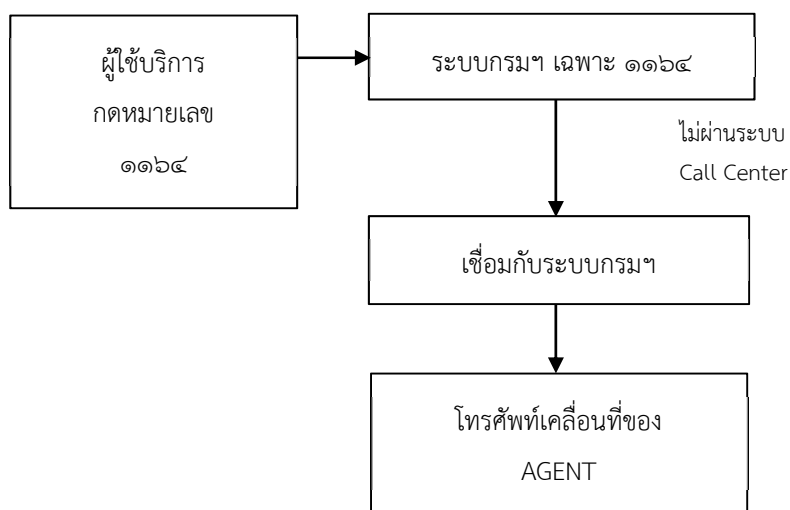 ผู้ใช้บริการ
กดหมายเลข
๑๑๖๔
ระบบกรมฯ เฉพาะ ๑๑๖๔
ไม่ผ่านระบบ
Call Center
เชื่อมกับระบบกรมฯ
โทรศัพท์เคลื่อนที่ของ
AGENT